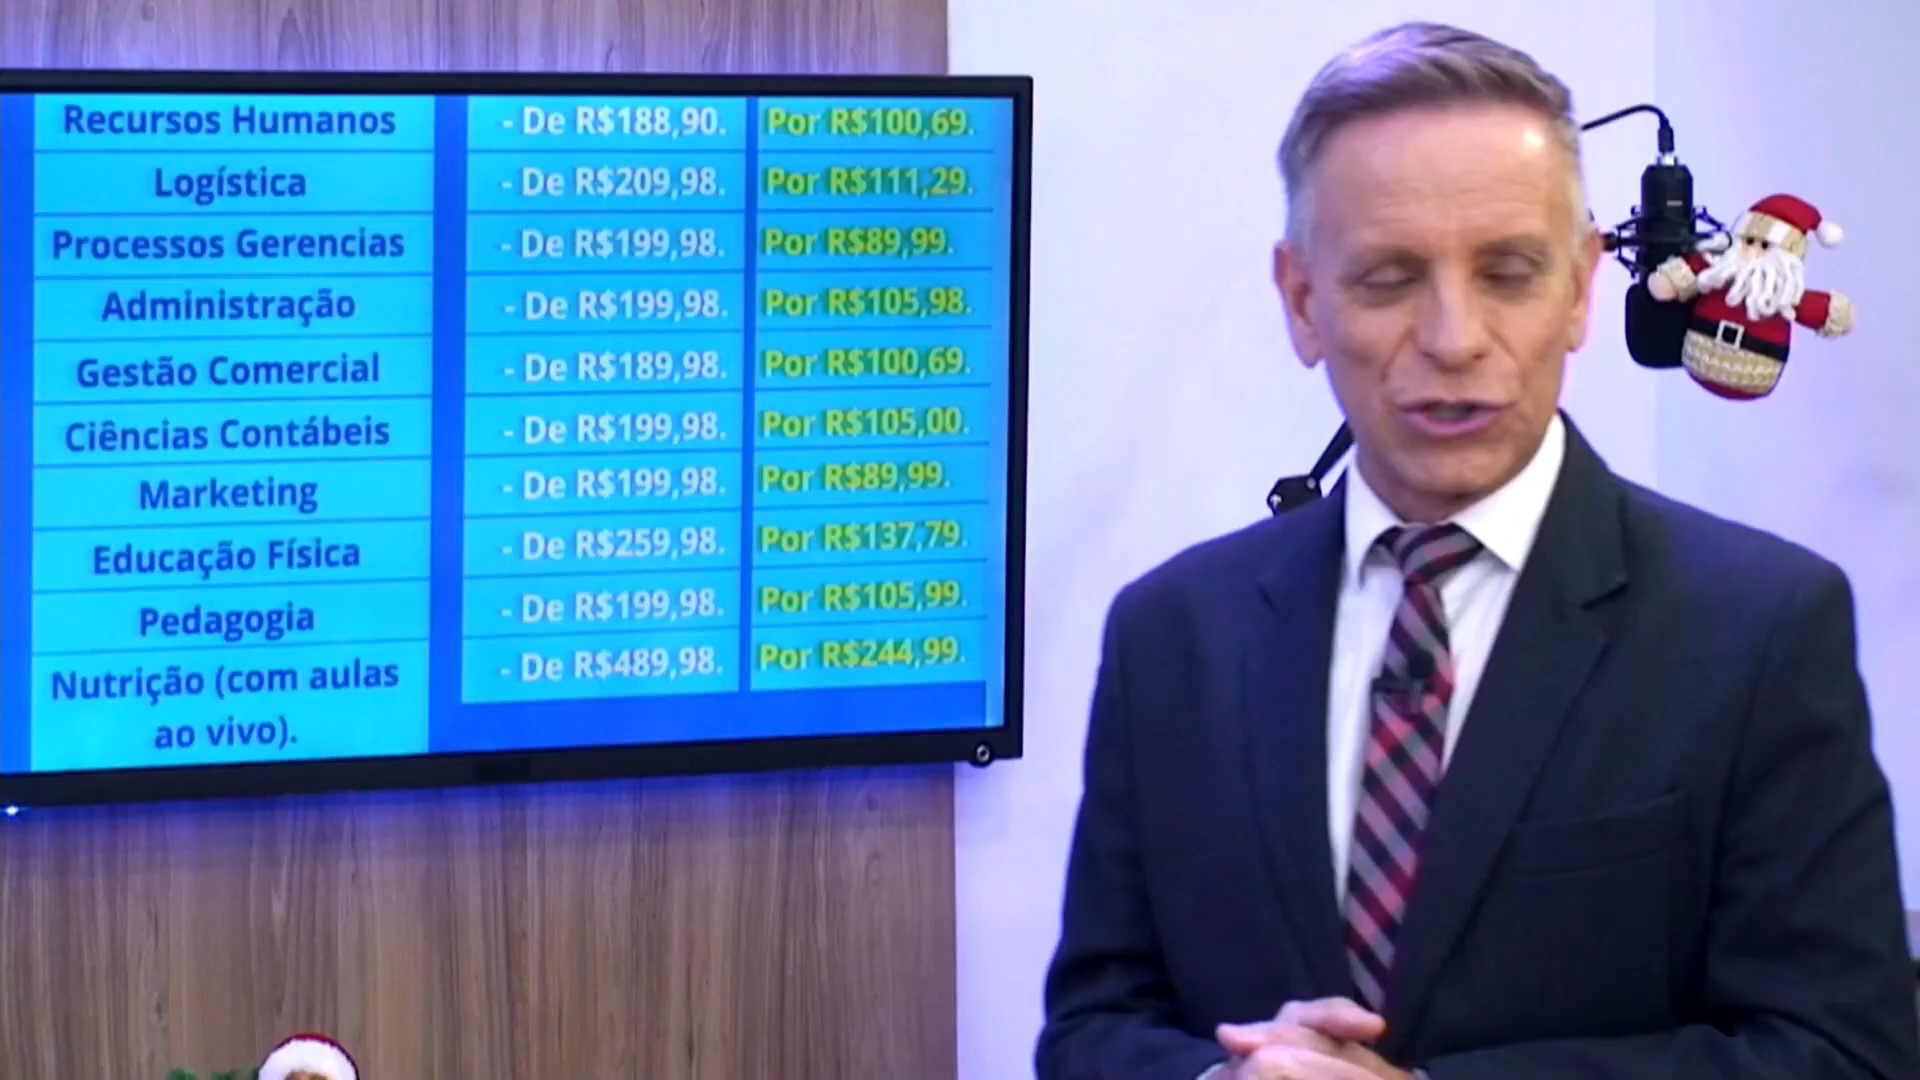 Recursos Humanos - De R$188,90. Por R$100,69.
Logística - De R$209,98. Por R$111,29.
Processos Gerencias - De R$199,98. Por R$89,99.
Administração - De R$199,98. Por R$105,98.
Gestão Comercial - De R$189,98. Por R$100,69.
Ciências Contábeis - De R$199,98. Por R$105,00.
Marketing - De R$199,98. Por R$89,99.
Educação Física - De R$259,98. Por R$137,79.
Pedagogia - De R$199,98. Por R$105,99.
Nutrição (com aulas - De R$489,98. Por R$244,99.
ao vivo).